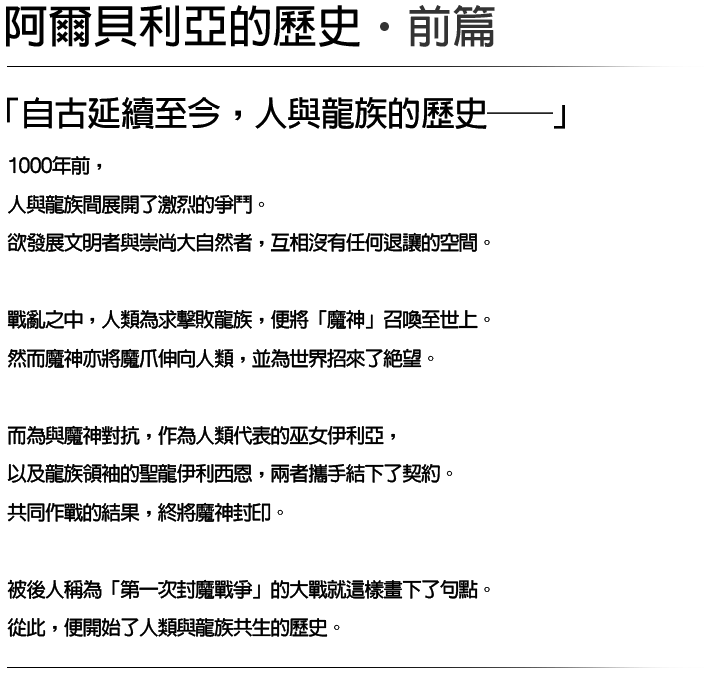 阿爾貝利亞的歷史・前篇
「自古延續至今，人與龍族的歷史——」
1000年前，
人與龍族間展開了激烈的爭鬥。
欲發展文明者與崇尚大自然者，互相沒有任何退讓的空間。
戰亂之中，人類為求擊敗龍族，便將「魔神」召喚至世上。
然而魔神亦將魔爪伸向人類，並為世界招來了絕望。
而為與魔神對抗，作為人類代表的巫女伊利亞，
以及龍族領袖的聖龍伊利西恩，兩者攜手結下了契約。
共同作戰的結果，終將魔神封印。
被後人稱為「第一次封魔戰爭」的大戰就這樣畫下了句點。
從此，便開始了人類與龍族共生的歷史。